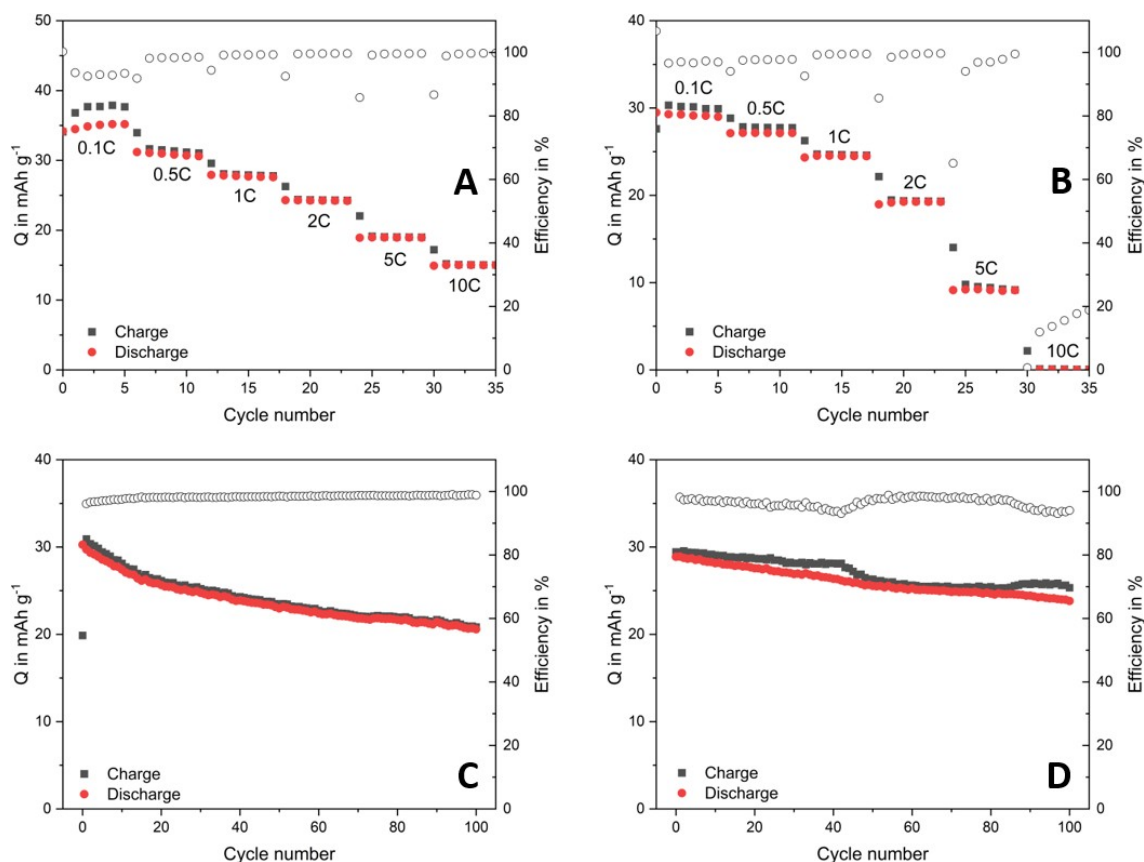 50
40
30
20
10
0
Q in mAh g⁻¹
100
80
60
40
20
0
Efficiency in %
0.1C
0.5C
1C
2C
5C
10C
A
Charge
Discharge
0 5 10 15 20 25 30 35
Cycle number
40
30
20
10
0
Q in mAh g⁻¹
100
80
60
40
20
0
Efficiency in %
0.1C
0.5C
1C
2C
5C
10C
B
Charge
Discharge
0 5 10 15 20 25 30 35
Cycle number
40
30
20
10
0
Q in mAh g⁻¹
100
80
60
40
20
0
Efficiency in %
C
Charge
Discharge
0 20 40 60 80 100
Cycle number
40
30
20
10
0
Q in mAh g⁻¹
100
80
60
40
20
0
Efficiency in %
D
Charge
Discharge
0 20 40 60 80 100
Cycle number